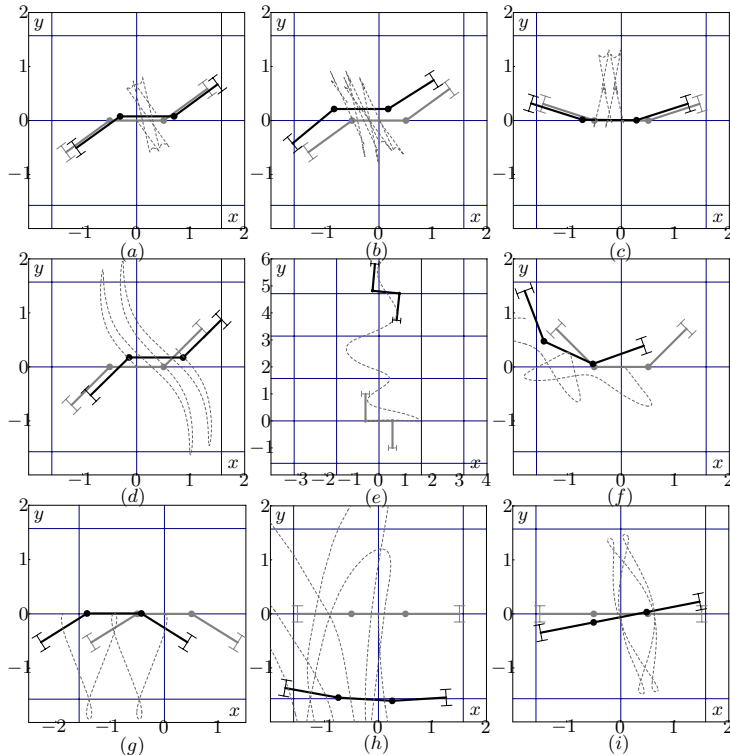 2 y 2 y 2 y
1 1 1
0 0 0
−1 −1 −1
x x x
−1 0 1 2 −1 0 1 2 −1 0 1 2
(a) (b) (c)
2 y 6 y 2 y
5
1 4 1
3
0 2 0
1
−1 0 −1
−1
x x x
−1 0 1 2 −3 −2 −1 0 1 2 3 4 −1 0 1 2
(d) (e) (f)
2 y 2 y 2 y
1 1 1
0 0 0
−1 −1 −1
x x x
−2 −1 0 1 2 −1 0 1 2 −1 0 1 2
(g) (h) (i)